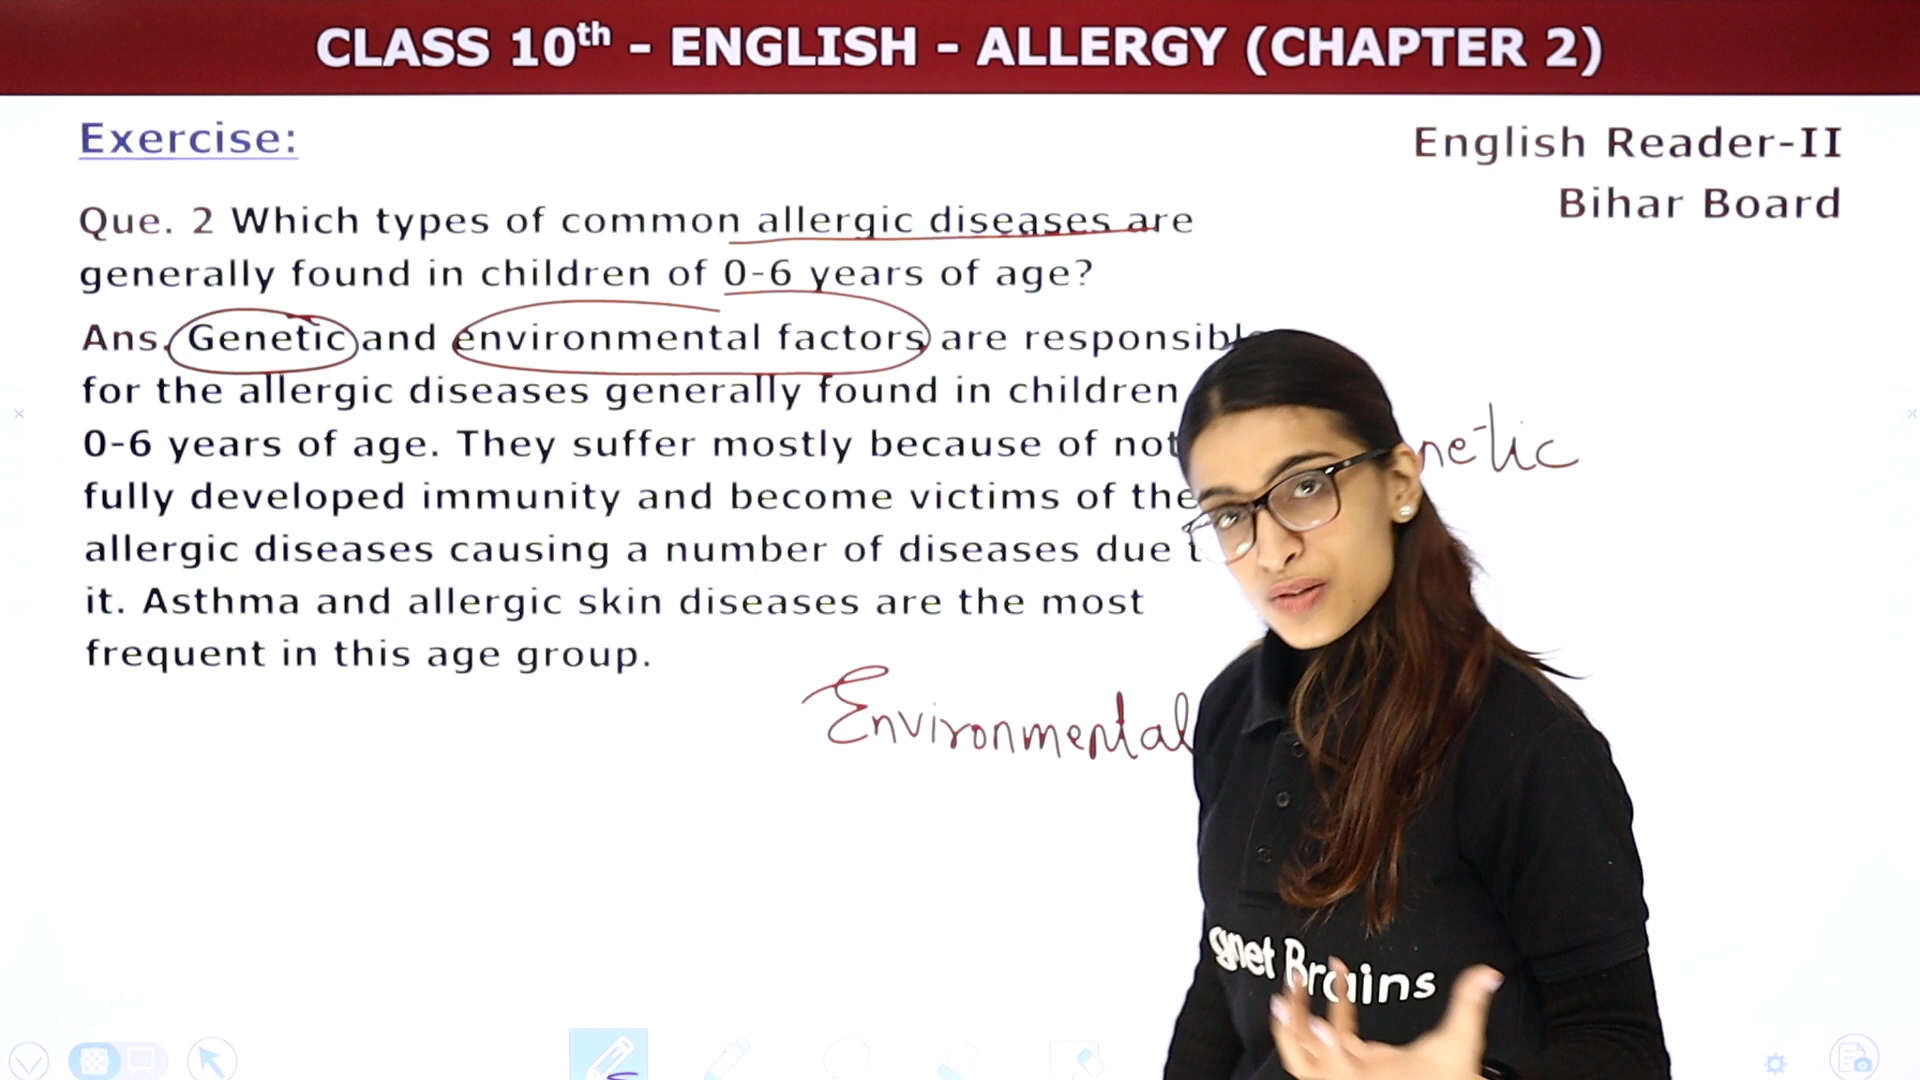 CLASS 10th - ENGLISH - ALLERGY (CHAPTER 2)
Exercise:
English Reader-II
Bihar Board
Que. 2 Which types of common allergic diseases are
generally found in children of 0-6 years of age?
Ans. Genetic and environmental factors are responsibl
for the allergic diseases generally found in children
0-6 years of age. They suffer mostly because of not
fully developed immunity and become victims of the
allergic diseases causing a number of diseases due t
it. Asthma and allergic skin diseases are the most
frequent in this age group.
netic
Environmental
gnet Brains